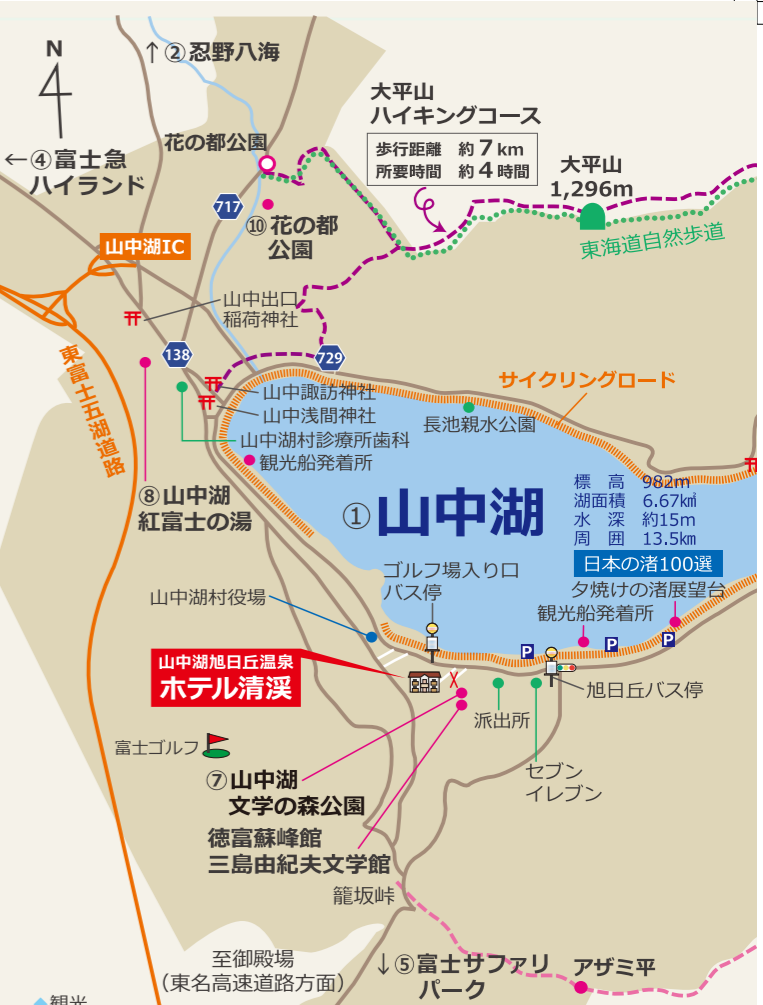 N
↑②忍野八海
大平山
ハイキングコース
歩行距離 約7km
所要時間 約4時間
花の都公園
←④富士急
ハイランド
大平山
1,296m
717
⑩花の都
公園
東海道自然歩道
山中湖IC
山中出口
稲荷神社
138
729
東富士五湖道路
サイクリングロード
山中諏訪神社
山中浅間神社
長池親水公園
山中湖村診療所歯科
観光船発着所
⑧山中湖
紅富士の湯
①山中湖
標高 982m
湖面積 6.67㎢
水深 約15m
周囲 13.5km
日本の渚100選
ゴルフ場入り口
バス停
夕焼けの渚展望台
観光船発着所
山中湖村役場
P
P
P
山中湖旭日丘温泉
ホテル清渓
旭日丘バス停
派出所
富士ゴルフ
セブン
イレブン
⑦山中湖
文学の森公園
徳富蘇峰館
三島由紀夫文学館
籠坂峠
至御殿場
（東名高速道路方面）
↓⑤富士サファリ
パーク
アザミ平
観光